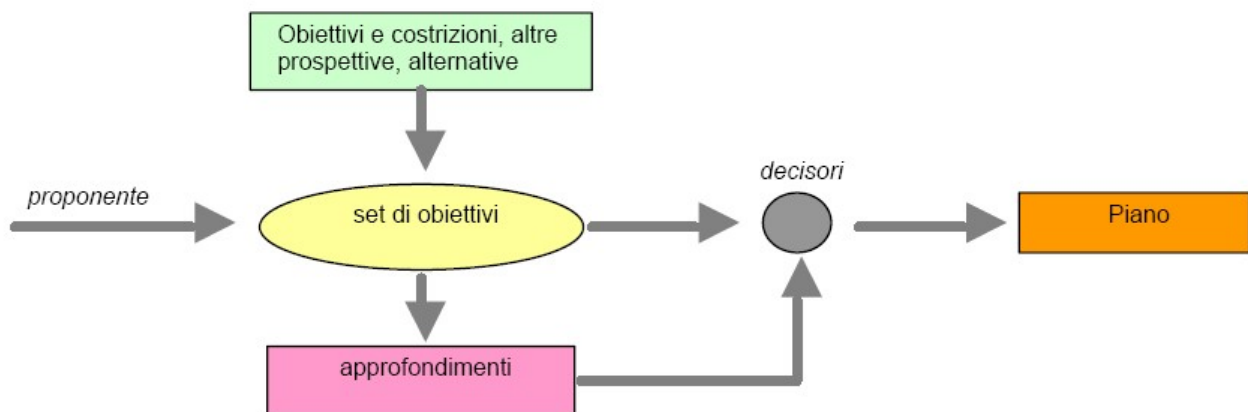 Obiettivi e costrizioni, altre
prospettive, alternative
proponente
set di obiettivi
decisori
Piano
approfondimenti